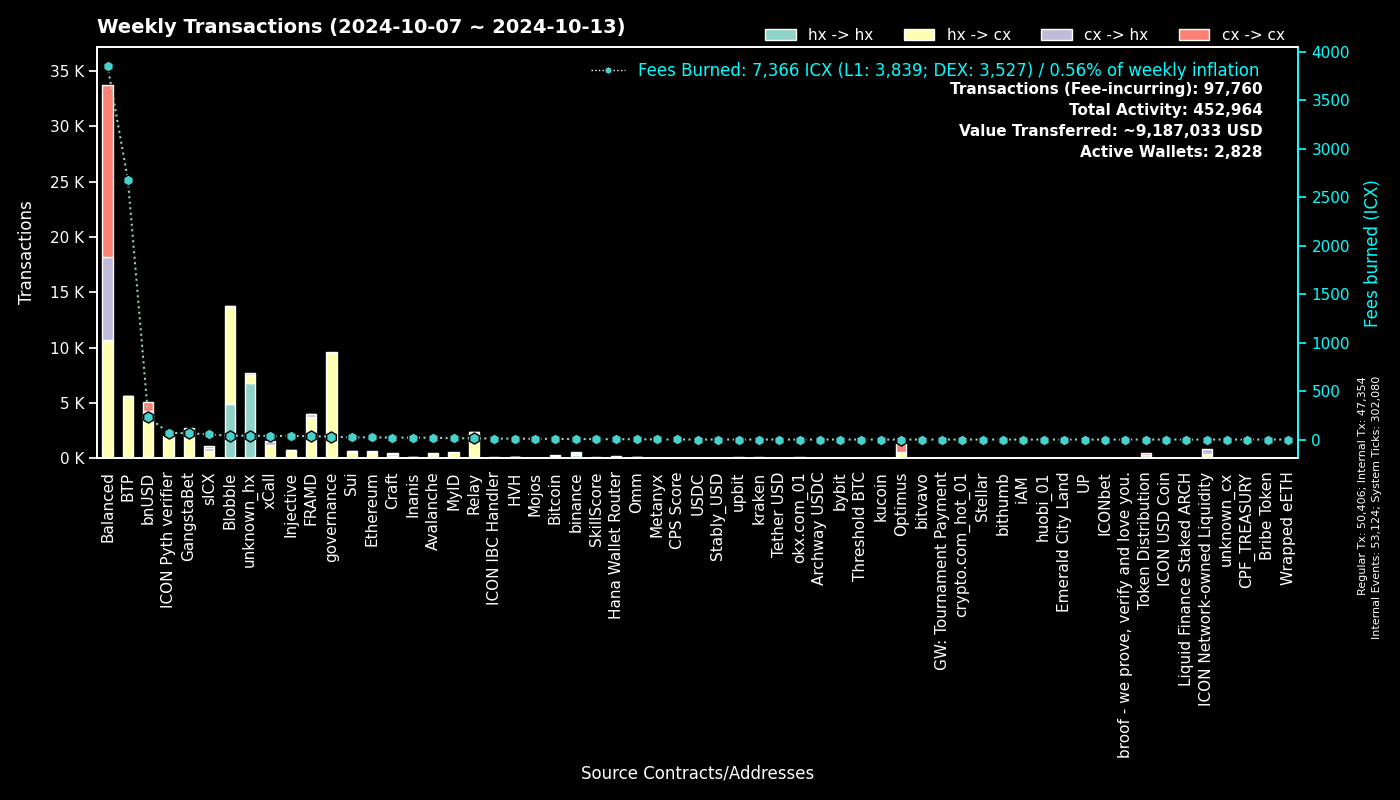 Weekly Transactions (2024-10-07 ~ 2024-10-13)
hx -> hx
hx -> cx
cx -> hx
cx -> cx
Fees Burned: 7,366 ICX (L1: 3,839; DEX: 3,527) / 0.56% of weekly inflation
Transactions (Fee-incurring): 97,760
Total Activity: 452,964
Value Transferred: ~9,187,033 USD
Active Wallets: 2,828
Transactions
35 K
30 K
25 K
20 K
15 K
10 K
5 K
0 K
4000
3500
3000
2500
2000
1500
1000
500
0
Fees burned (ICX)
Regular Tx: 50,406; Internal Tx: 47,354
Internal Events: 53,124; System Ticks: 302,080
Balanced
BTP
bnUSD
ICON Pyth verifier
GangstaBet
sICX
Blobble
unknown_hx
xCall
Injective
FRAMD
governance
Sui
Ethereum
Craft
Inanis
Avalanche
MyID
Relay
ICON IBC Handler
HVH
Mojos
Bitcoin
binance
SkillScore
Hana Wallet Router
Omm
Metanyx
CPS Score
USDC
Stably_USD
upbit
kraken
Tether USD
okx.com_01
Archway USDC
bybit
Threshold BTC
kucoin
Optimus
bitvavo
GW: Tournament Payment
crypto.com_hot_01
Stellar
bithumb
iAM
huobi_01
Emerald City Land
UP
ICONbet
broof - we prove, verify and love you.
Token Distribution
ICON USD Coin
Liquid Finance Staked ARCH
ICON Network-owned Liquidity
unknown_cx
CPF_TREASURY
Bribe Token
Wrapped eETH
Source Contracts/Addresses